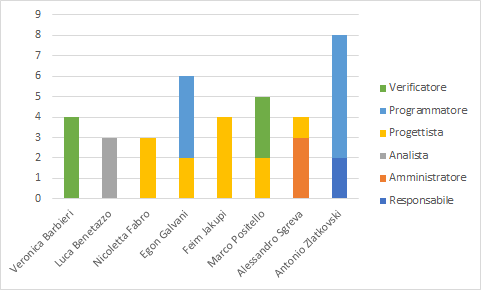 9
8
7
6
5
4
3
2
1
0
Veronica Barbieri
Luca Benetazzo
Nicoletta Fabro
Egon Galvani
Feim Jakupi
Marco Positello
Alessandro Sgreva
Antonio Zlatkovski
Verificatore
Programmatore
Progettista
Analista
Amministratore
Responsabile